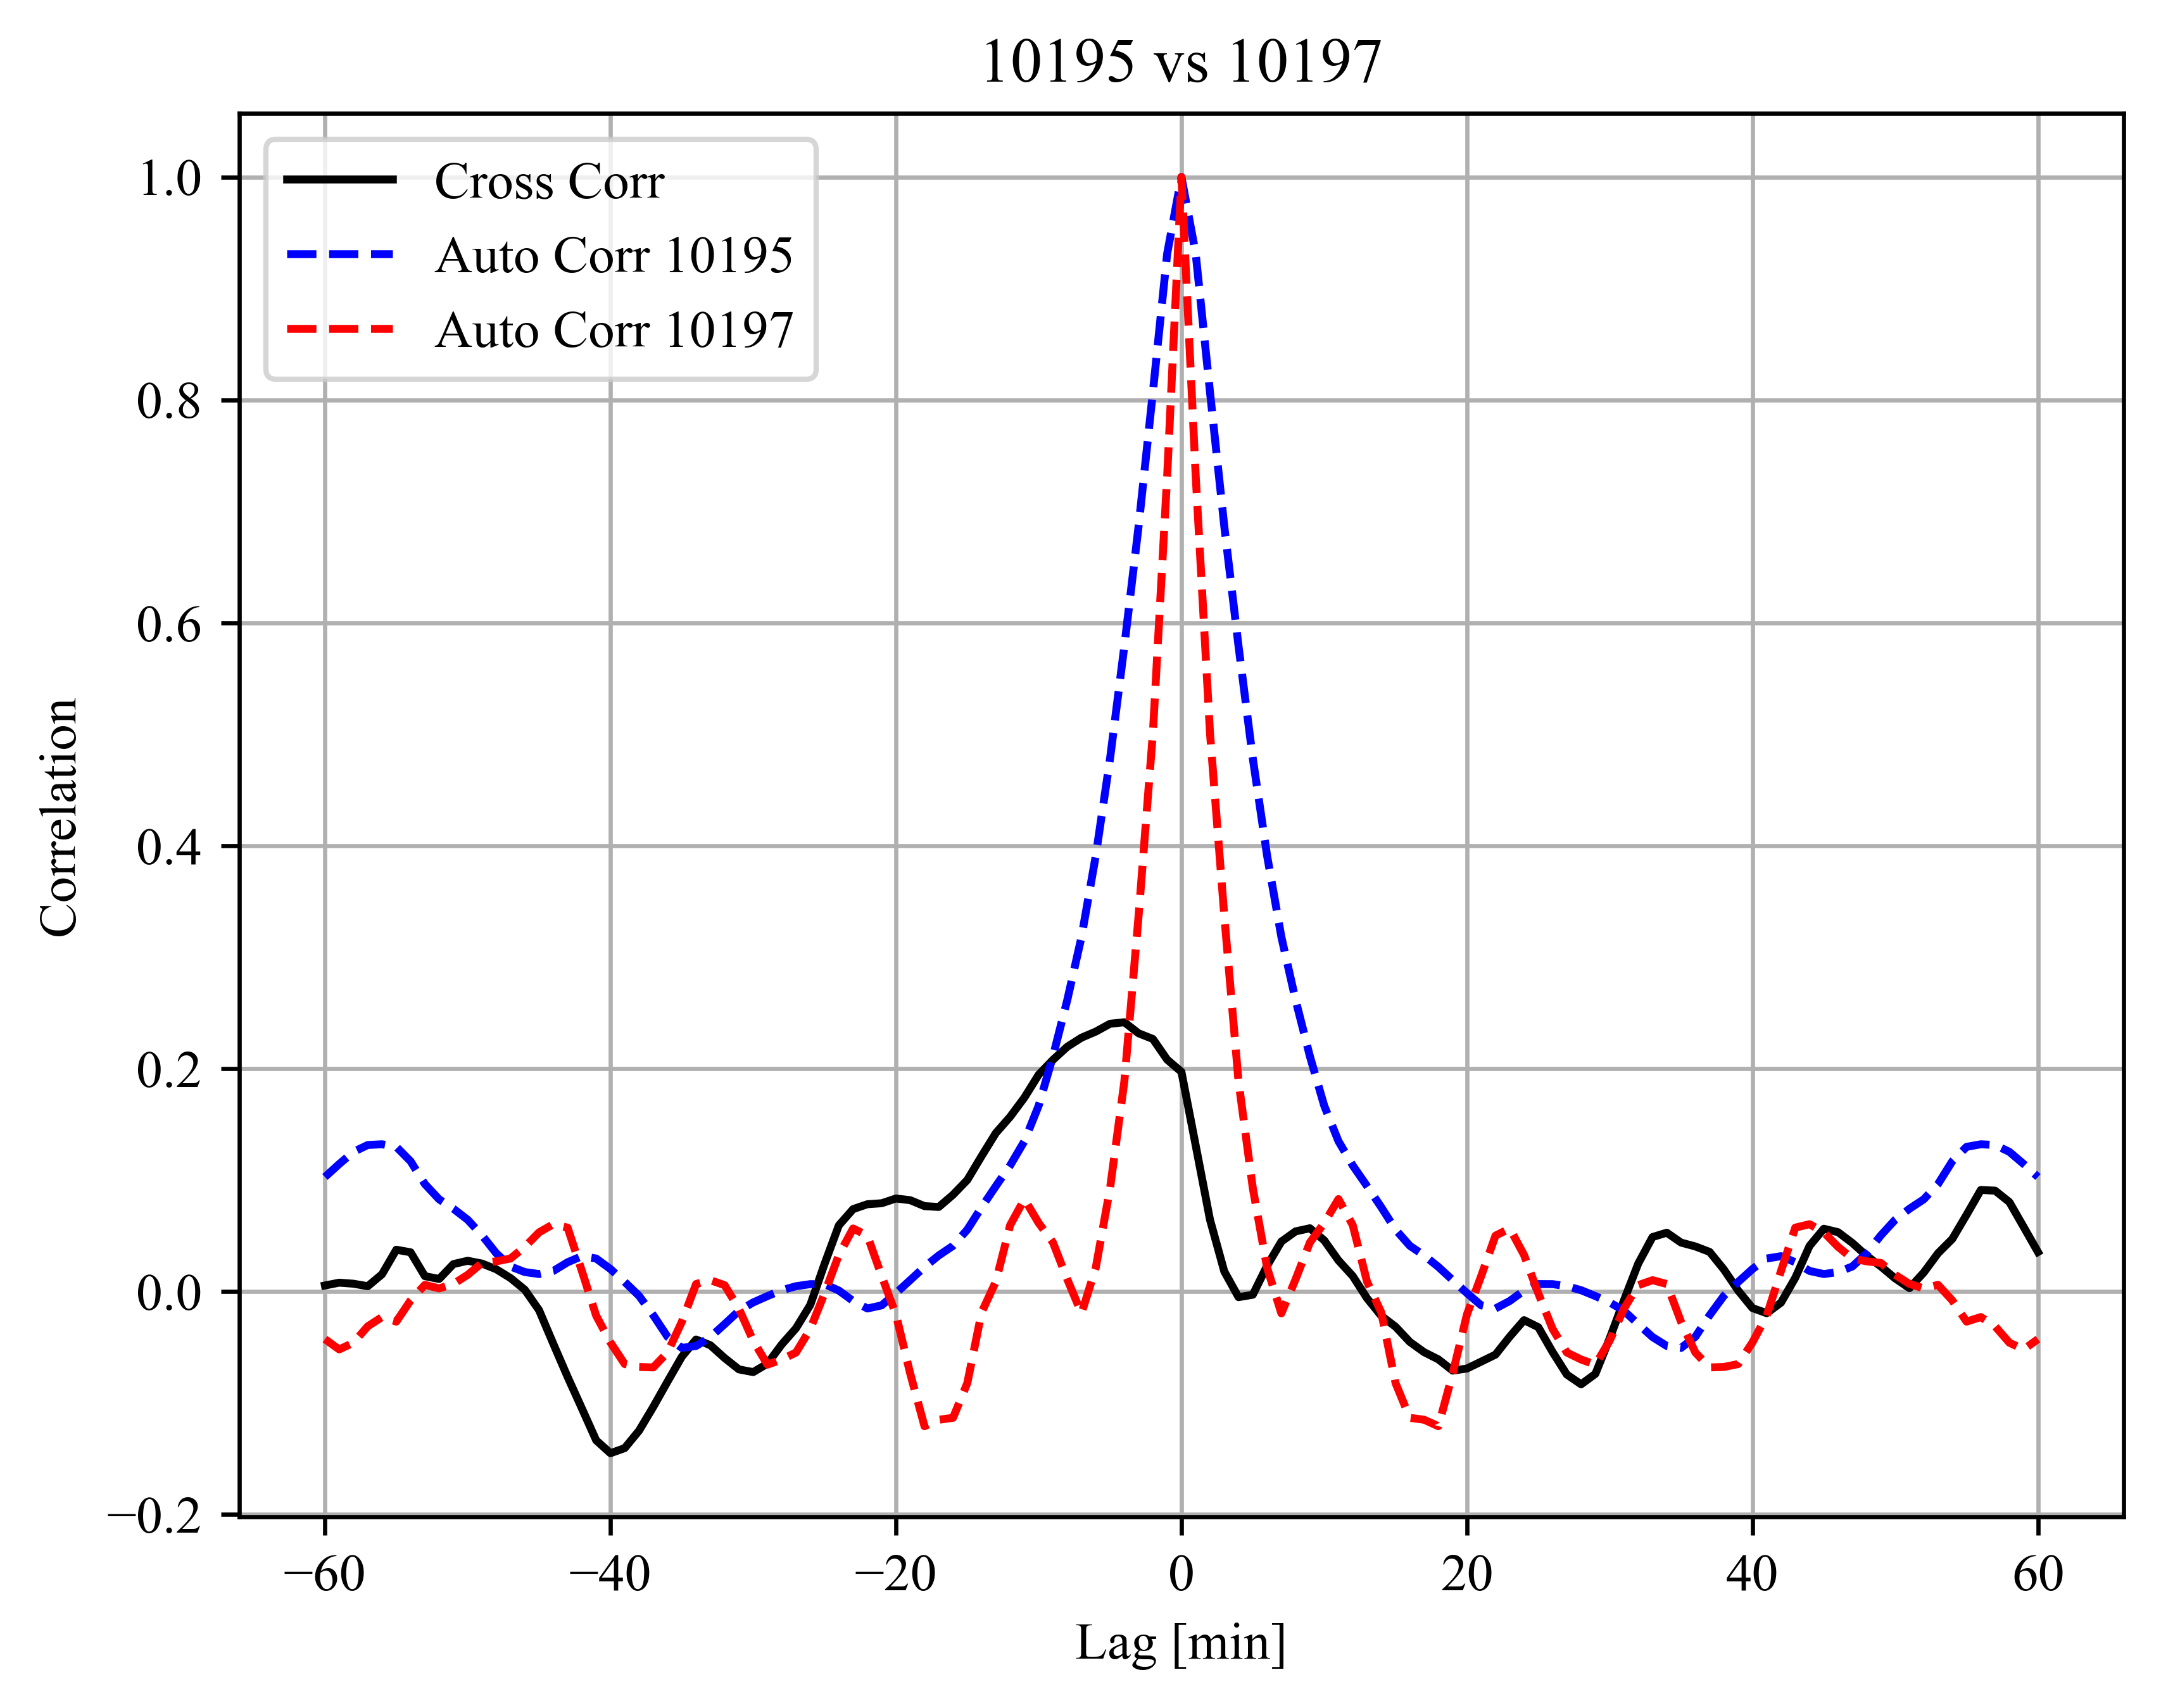 10195 vs 10197
Cross Corr
Auto Corr 10195
Auto Corr 10197
1.0
0.8
0.6
0.4
0.2
0.0
−0.2
Correlation
−60 −40 −20 0 20 40 60
Lag [min]